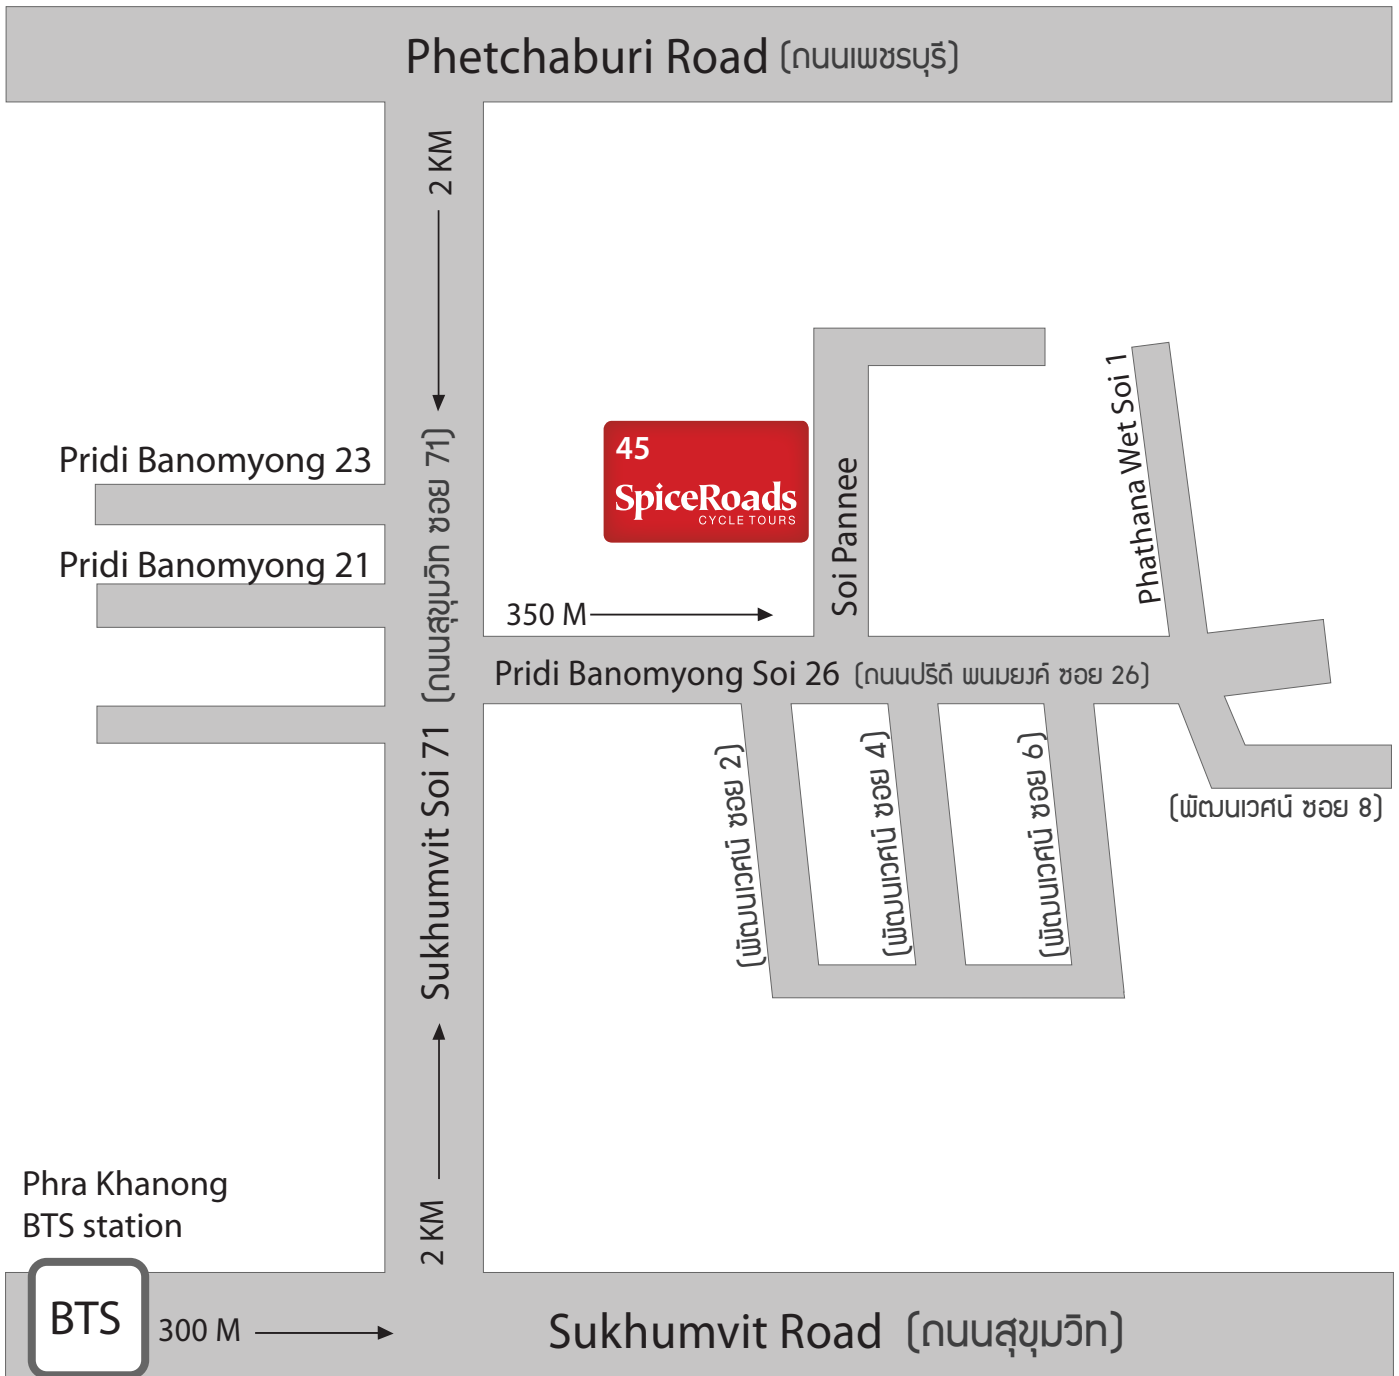 Phetchaburi Road (ถนนเพชรบุรี)
2 KM
Pridi Banomyong 23
Pridi Banomyong 21
Sukhumvit Soi 71 (ถนนสุขุมวิท ซอย 71)
45
SpiceRoads
CYCLE TOURS
Soi Pannee
Phathana Wet Soi 1
350 M
Pridi Banomyong Soi 26 (ถนนปรีดี พนมยงค์ ซอย 26)
(พัฒนเวศน์ ซอย 2)
(พัฒนเวศน์ ซอย 4)
(พัฒนเวศน์ ซอย 6)
(พัฒนเวศน์ ซอย 8)
2 KM
Phra Khanong
BTS station
BTS
300 M
Sukhumvit Road (ถนนสุขุมวิท)